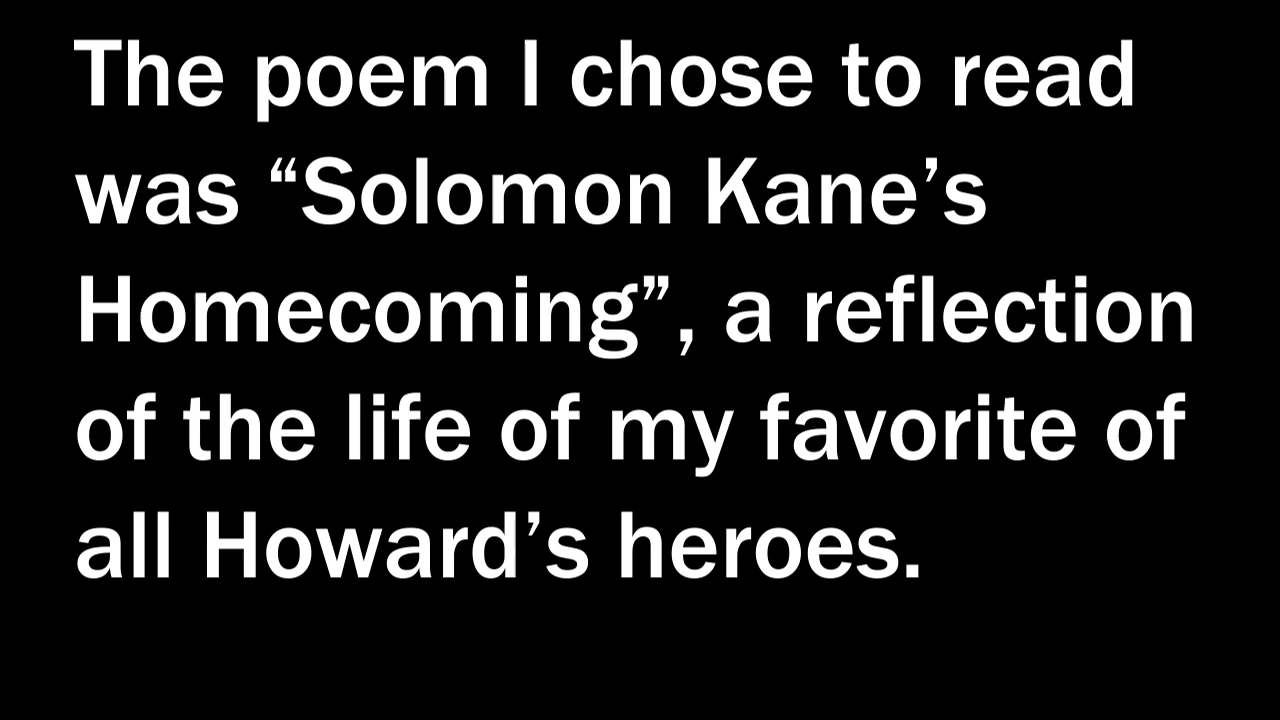 The poem I chose to read
was “Solomon Kane’s
Homecoming”, a reflection
of the life of my favorite of
all Howard’s heroes.